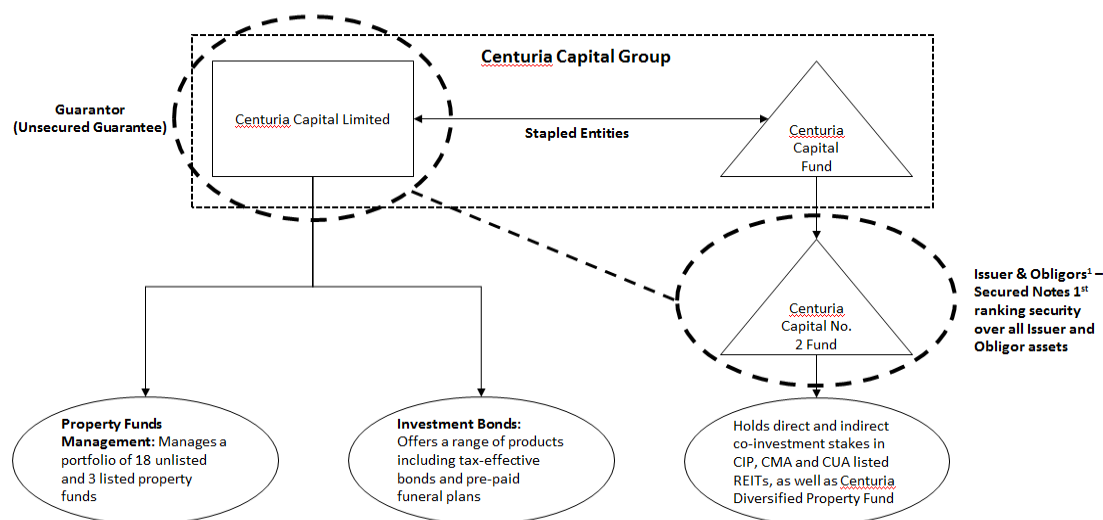 Centuria Capital Group
Guarantor
(Unsecured Guarantee)
Centuria Capital Limited
Stapled Entities
Centuria
Capital
Fund
Issuer & Obligors¹ –
Secured Notes 1st
ranking security
over all Issuer and
Obligor assets
Centuria
Capital No.
2 Fund
Property Funds
Management: Manages a
portfolio of 18 unlisted
and 3 listed property
funds
Investment Bonds:
Offers a range of products
including tax-effective
bonds and pre-paid
funeral plans
Holds direct and indirect
co-investment stakes in
CIP, CMA and CUA listed
REITs, as well as Centuria
Diversified Property Fund